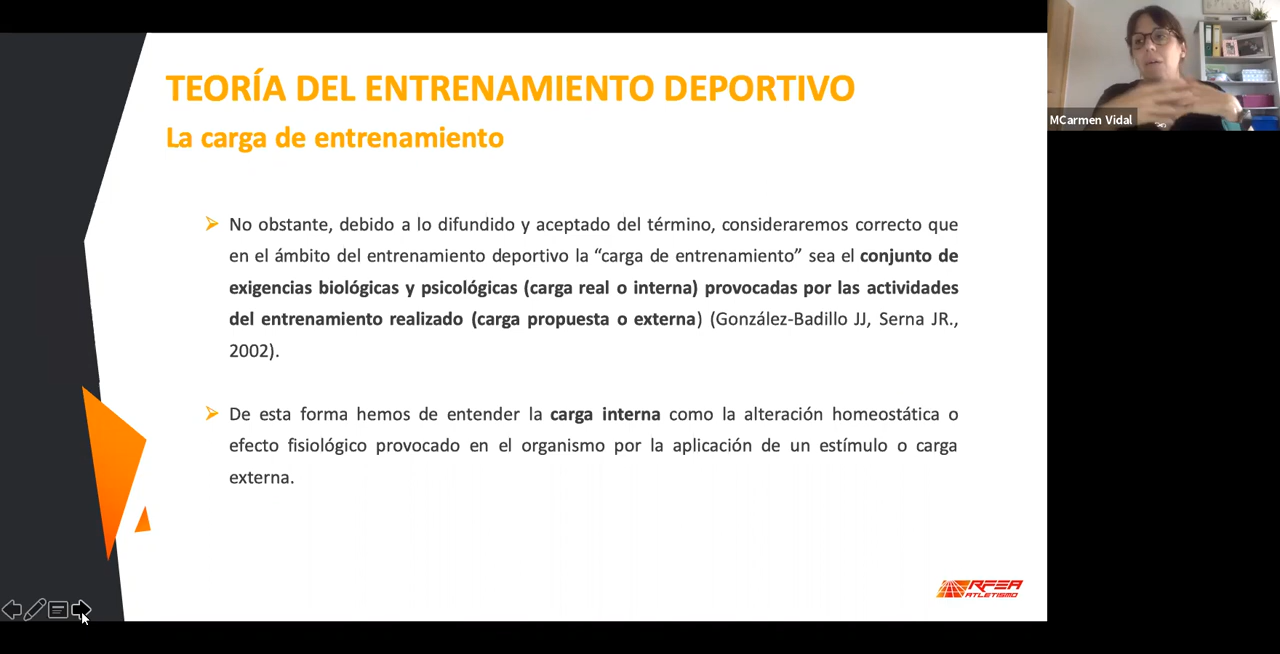 TEORÍA DEL ENTRENAMIENTO DEPORTIVO
La carga de entrenamiento
No obstante, debido a lo difundido y aceptado del término, consideraremos correcto que
en el ámbito del entrenamiento deportivo la “carga de entrenamiento” sea el conjunto de
exigencias biológicas y psicológicas (carga real o interna) provocadas por las actividades
del entrenamiento realizado (carga propuesta o externa) (González-Badillo JJ, Serna JR.,
2002).
De esta forma hemos de entender la carga interna como la alteración homeostática o
efecto fisiológico provocado en el organismo por la aplicación de un estímulo o carga
externa.
RFEA
ATLETISMO
MCarmen Vidal